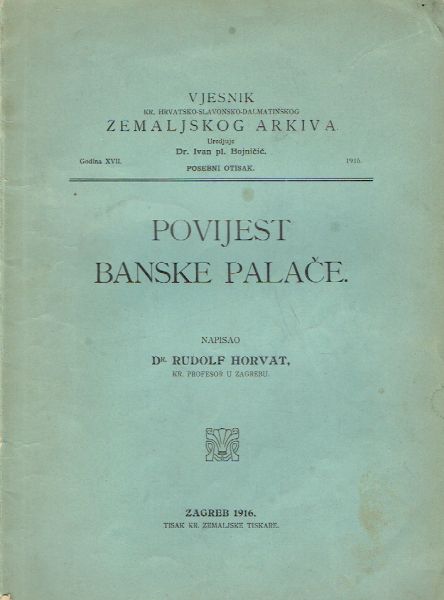 VJESNIK
KR. HRVATSKO-SLAVONSKO-DALMATINSKOG
ZEMALJSKOG ARKIVA.
Uredjuje
Dr. Ivan pl. Bojničić.
Godina XVII. 1916.
POSEBNI OTISAK.
POVIJEST
BANSKE PALAČE.
NAPISAO
DR. RUDOLF HORVAT,
KR. PROFESOR U ZAGREBU.
ZAGREB 1916.
TISAK KR. ZEMALJSKE TISKARE.